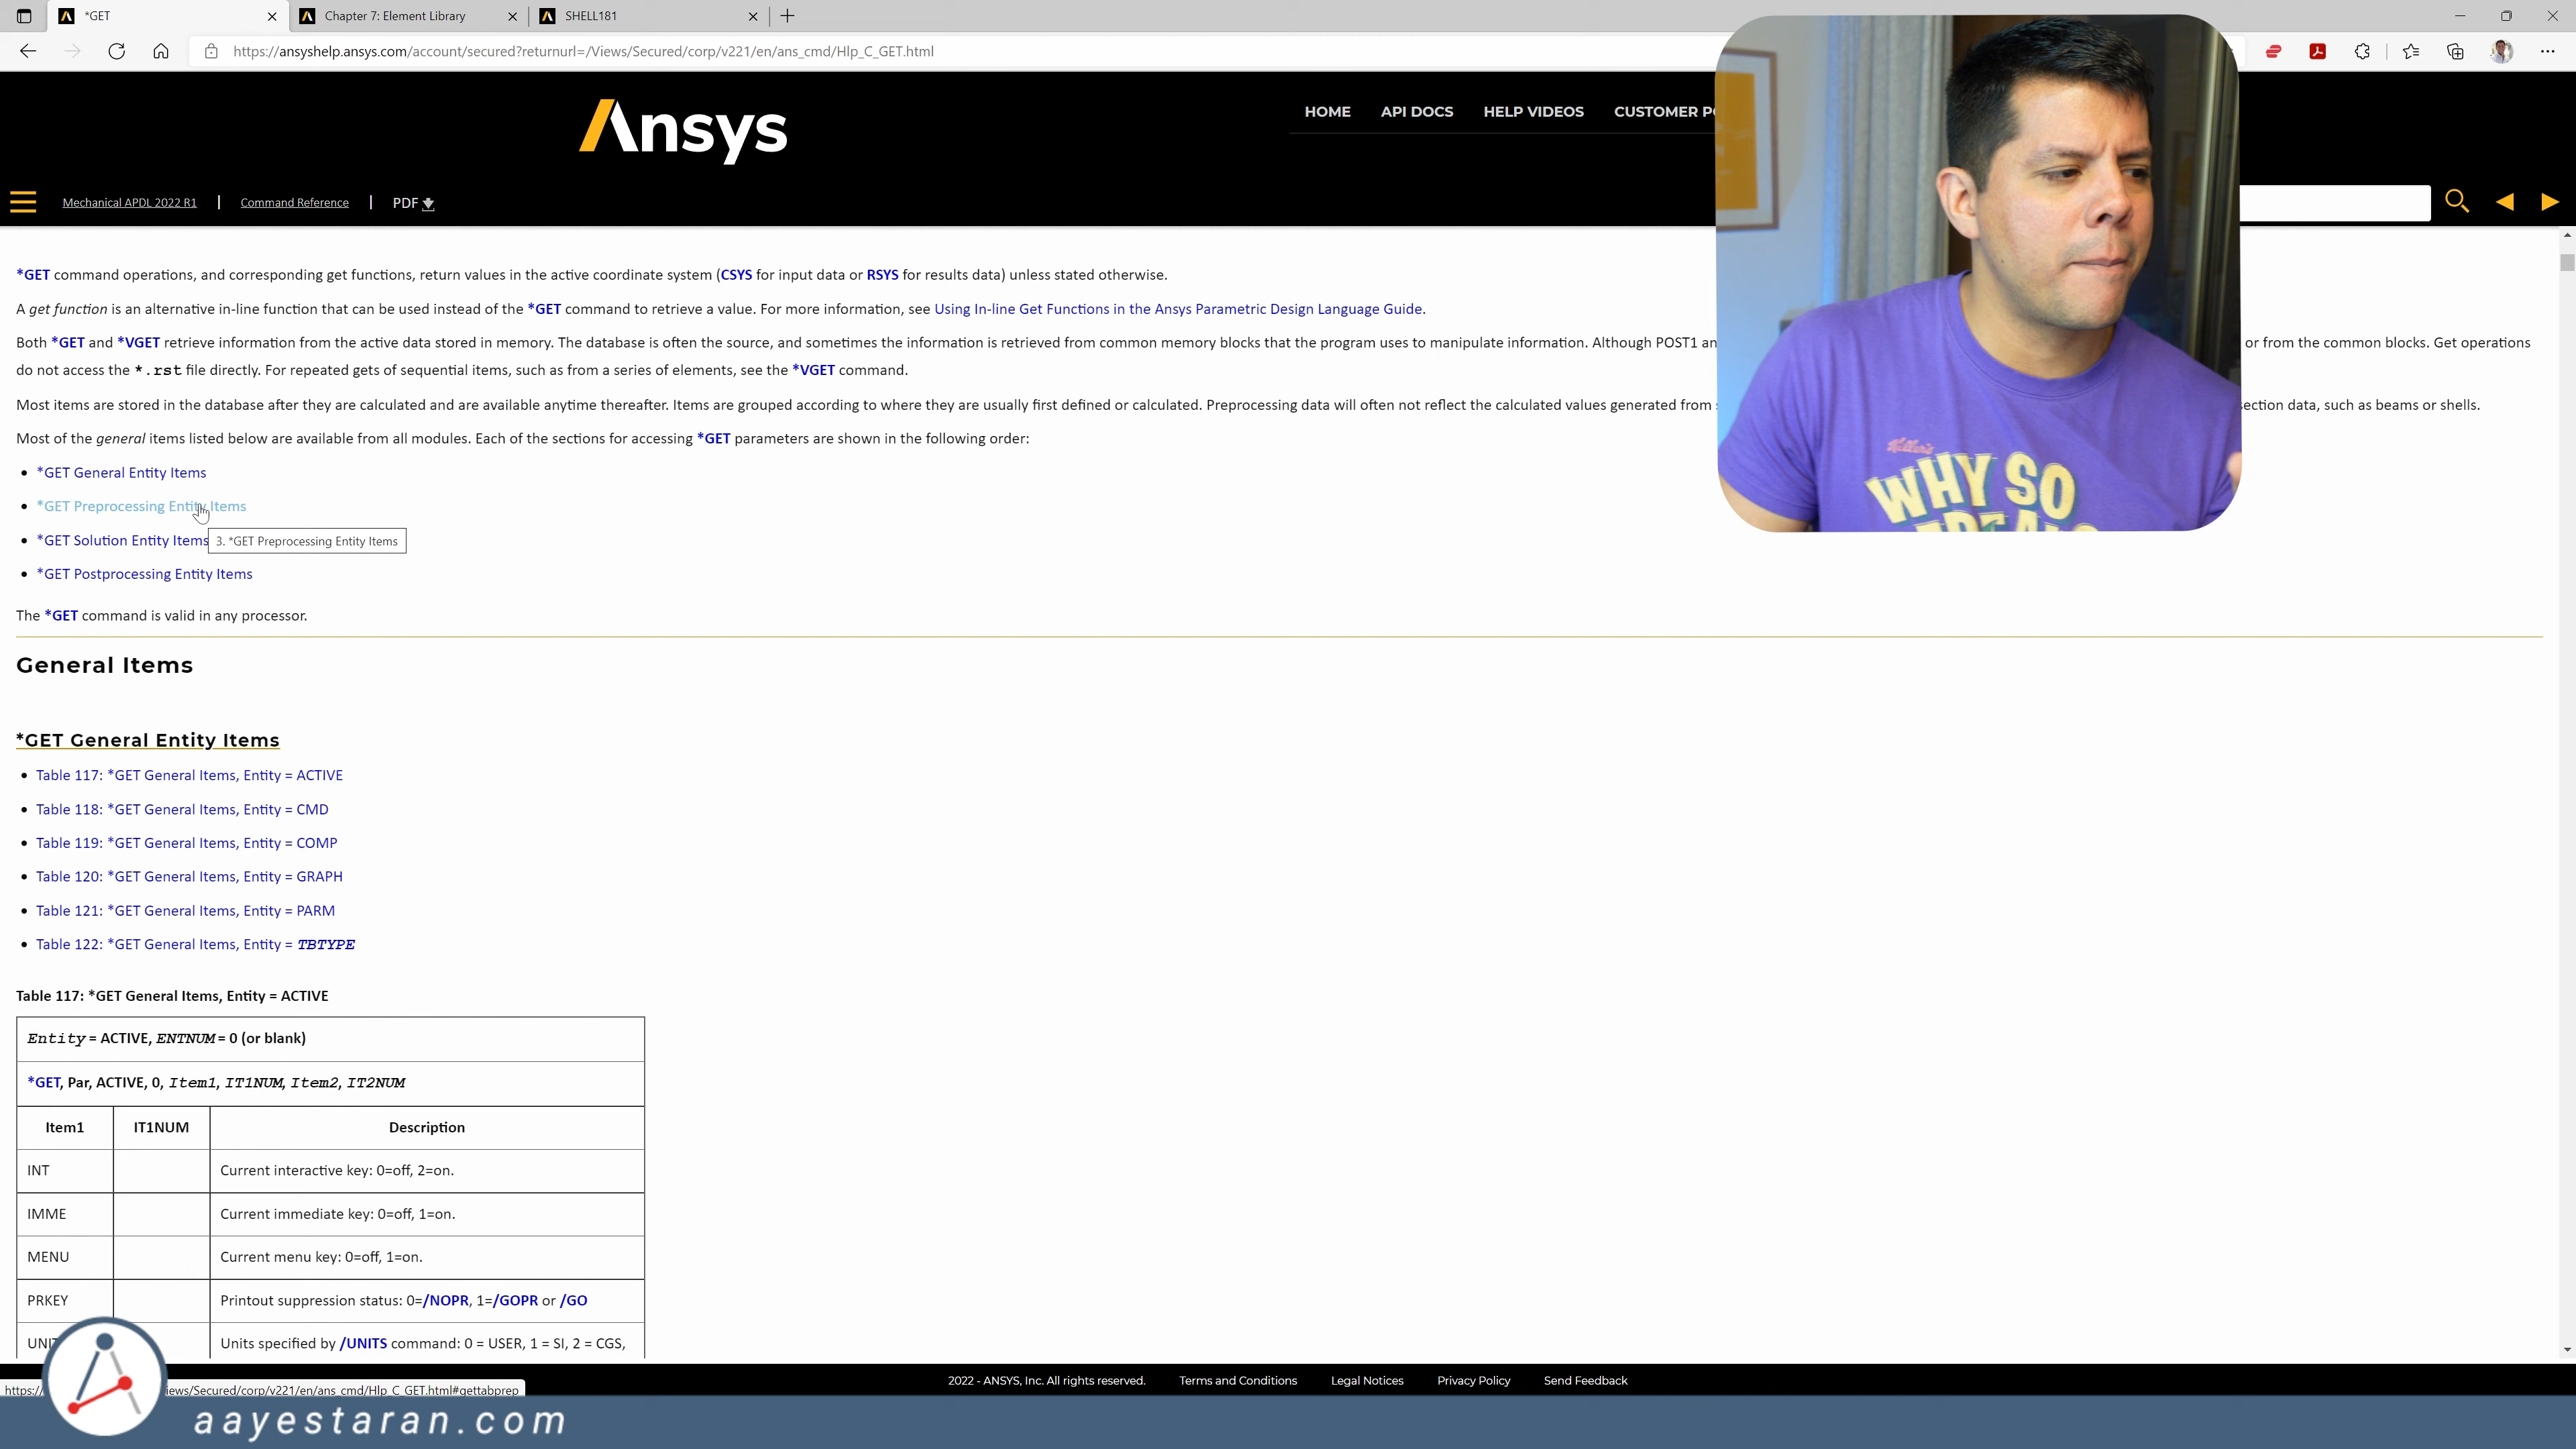 *GET
Chapter 7: Element Library
SHELL181
https://ansyshelp.ansys.com/account/secured?returnurl=/Views/Secured/corp/v221/en/ans_cmd/Hlp_C_GET.html
Ansys
HOME API DOCS HELP VIDEOS CUSTOMER PO
Mechanical APDL 2022 R1 | Command Reference | PDF
*GET command operations, and corresponding get functions, return values in the active coordinate system (CSYS for input data or RSYS for results data) unless stated otherwise.
A get function is an alternative in-line function that can be used instead of the *GET command to retrieve a value. For more information, see Using In-line Get Functions in the Ansys Parametric Design Language Guide.
Both *GET and *VGET retrieve information from the active data stored in memory. The database is often the source, and sometimes the information is retrieved from common memory blocks that the program uses to manipulate information. Although POST1 an or from the common blocks. Get operations
do not access the *.rst file directly. For repeated gets of sequential items, such as from a series of elements, see the *VGET command.
Most items are stored in the database after they are calculated and are available anytime thereafter. Items are grouped according to where they are usually first defined or calculated. Preprocessing data will often not reflect the calculated values generated from section data, such as beams or shells.
Most of the general items listed below are available from all modules. Each of the sections for accessing *GET parameters are shown in the following order:
*GET General Entity Items
*GET Preprocessing Entity Items
*GET Solution Entity Items
3. *GET Preprocessing Entity Items
*GET Postprocessing Entity Items
The *GET command is valid in any processor.
General Items
*GET General Entity Items
Table 117: *GET General Items, Entity = ACTIVE
Table 118: *GET General Items, Entity = CMD
Table 119: *GET General Items, Entity = COMP
Table 120: *GET General Items, Entity = GRAPH
Table 121: *GET General Items, Entity = PARM
Table 122: *GET General Items, Entity = TBTYPE
Table 117: *GET General Items, Entity = ACTIVE
Entity = ACTIVE, ENTNUM = 0 (or blank)
*GET, Par, ACTIVE, 0, Item1, IT1NUM, Item2, IT2NUM
Item1 IT1NUM Description
INT Current interactive key: 0=off, 2=on.
IMME Current immediate key: 0=off, 1=on.
MENU Current menu key: 0=off, 1=on.
PRKEY Printout suppression status: 0=/NOPR, 1=/GOPR or /GO
UNIT Units specified by /UNITS command: 0 = USER, 1 = SI, 2 = CGS,
Keller's
WHY SO
2022 - ANSYS, Inc. All rights reserved. Terms and Conditions Legal Notices Privacy Policy Send Feedback
https:// iews/Secured/corp/v221/en/ans_cmd/Hlp_C_GET.html#gettabprep
aayestaran.com